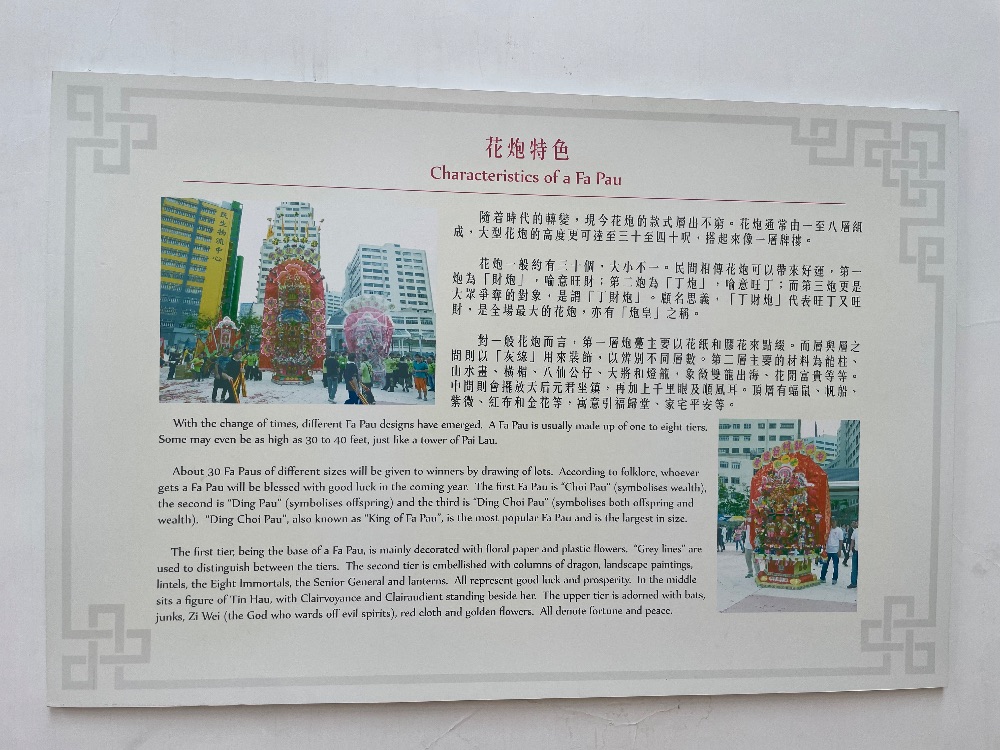 花炮特色
Characteristics of a Fa Pau
民生物流中心
隨着時代的轉變，現今花炮的款式層出不窮。花炮通常由一至八層組
成，大型花炮的高度更可達至三十至四十呎，搭起來像一層牌樓。
花炮一般約有三十個，大小不一。民間相傳花炮可以帶來好運，第一
炮為「財炮」，喻意旺財；第二炮為「丁炮」，喻意旺丁；而第三炮更是
大眾爭奪的對象，是謂「丁財炮」。顧名思義，「丁財炮」代表旺丁又旺
財，是全場最大的花炮，亦有「炮皇」之稱。
對一般花炮而言，第一層炮躉主要以花紙和膠花來點綴。而層與層之
間則以「灰線」用來裝飾，以辨別不同層數。第二層主要的材料為龍柱、
山水畫、橫楣、八仙公仔、大將和燈籠，象徵雙龍出海、花開富貴等等。
中間則會擺放天后元君坐鎮，再加上千里眼及順風耳。頂層有蝠鼠、帆船、
紫微、紅布和金花等，寓意引福歸堂、家宅平安等。
With the change of times, different Fa Pau designs have emerged. A Fa Pau is usually made up of one to eight tiers.
Some may even be as high as 30 to 40 feet, just like a tower of Pai Lau.
About 30 Fa Paus of different sizes will be given to winners by drawing of lots. According to folklore, whoever
gets a Fa Pau will be blessed with good luck in the coming year. The first Fa Pau is "Choi Pau" (symbolises wealth),
the second is "Ding Pau" (symbolises offspring) and the third is "Ding Choi Pau" (symbolises both offspring and
wealth). "Ding Choi Pau", also known as "King of Fa Pau", is the most popular Fa Pau and is the largest in size.
The first tier, being the base of a Fa Pau, is mainly decorated with floral paper and plastic flowers. "Grey lines" are
used to distinguish between the tiers. The second tier is embellished with columns of dragon, landscape paintings,
lintels, the Eight Immortals, the Senior General and lanterns. All represent good luck and prosperity. In the middle
sits a figure of Tin Hau, with Clairvoyance and Clairaudient standing beside her. The upper tier is adorned with bats,
junks, Zi Wei (the God who wards off evil spirits), red cloth and golden flowers. All denote fortune and peace.